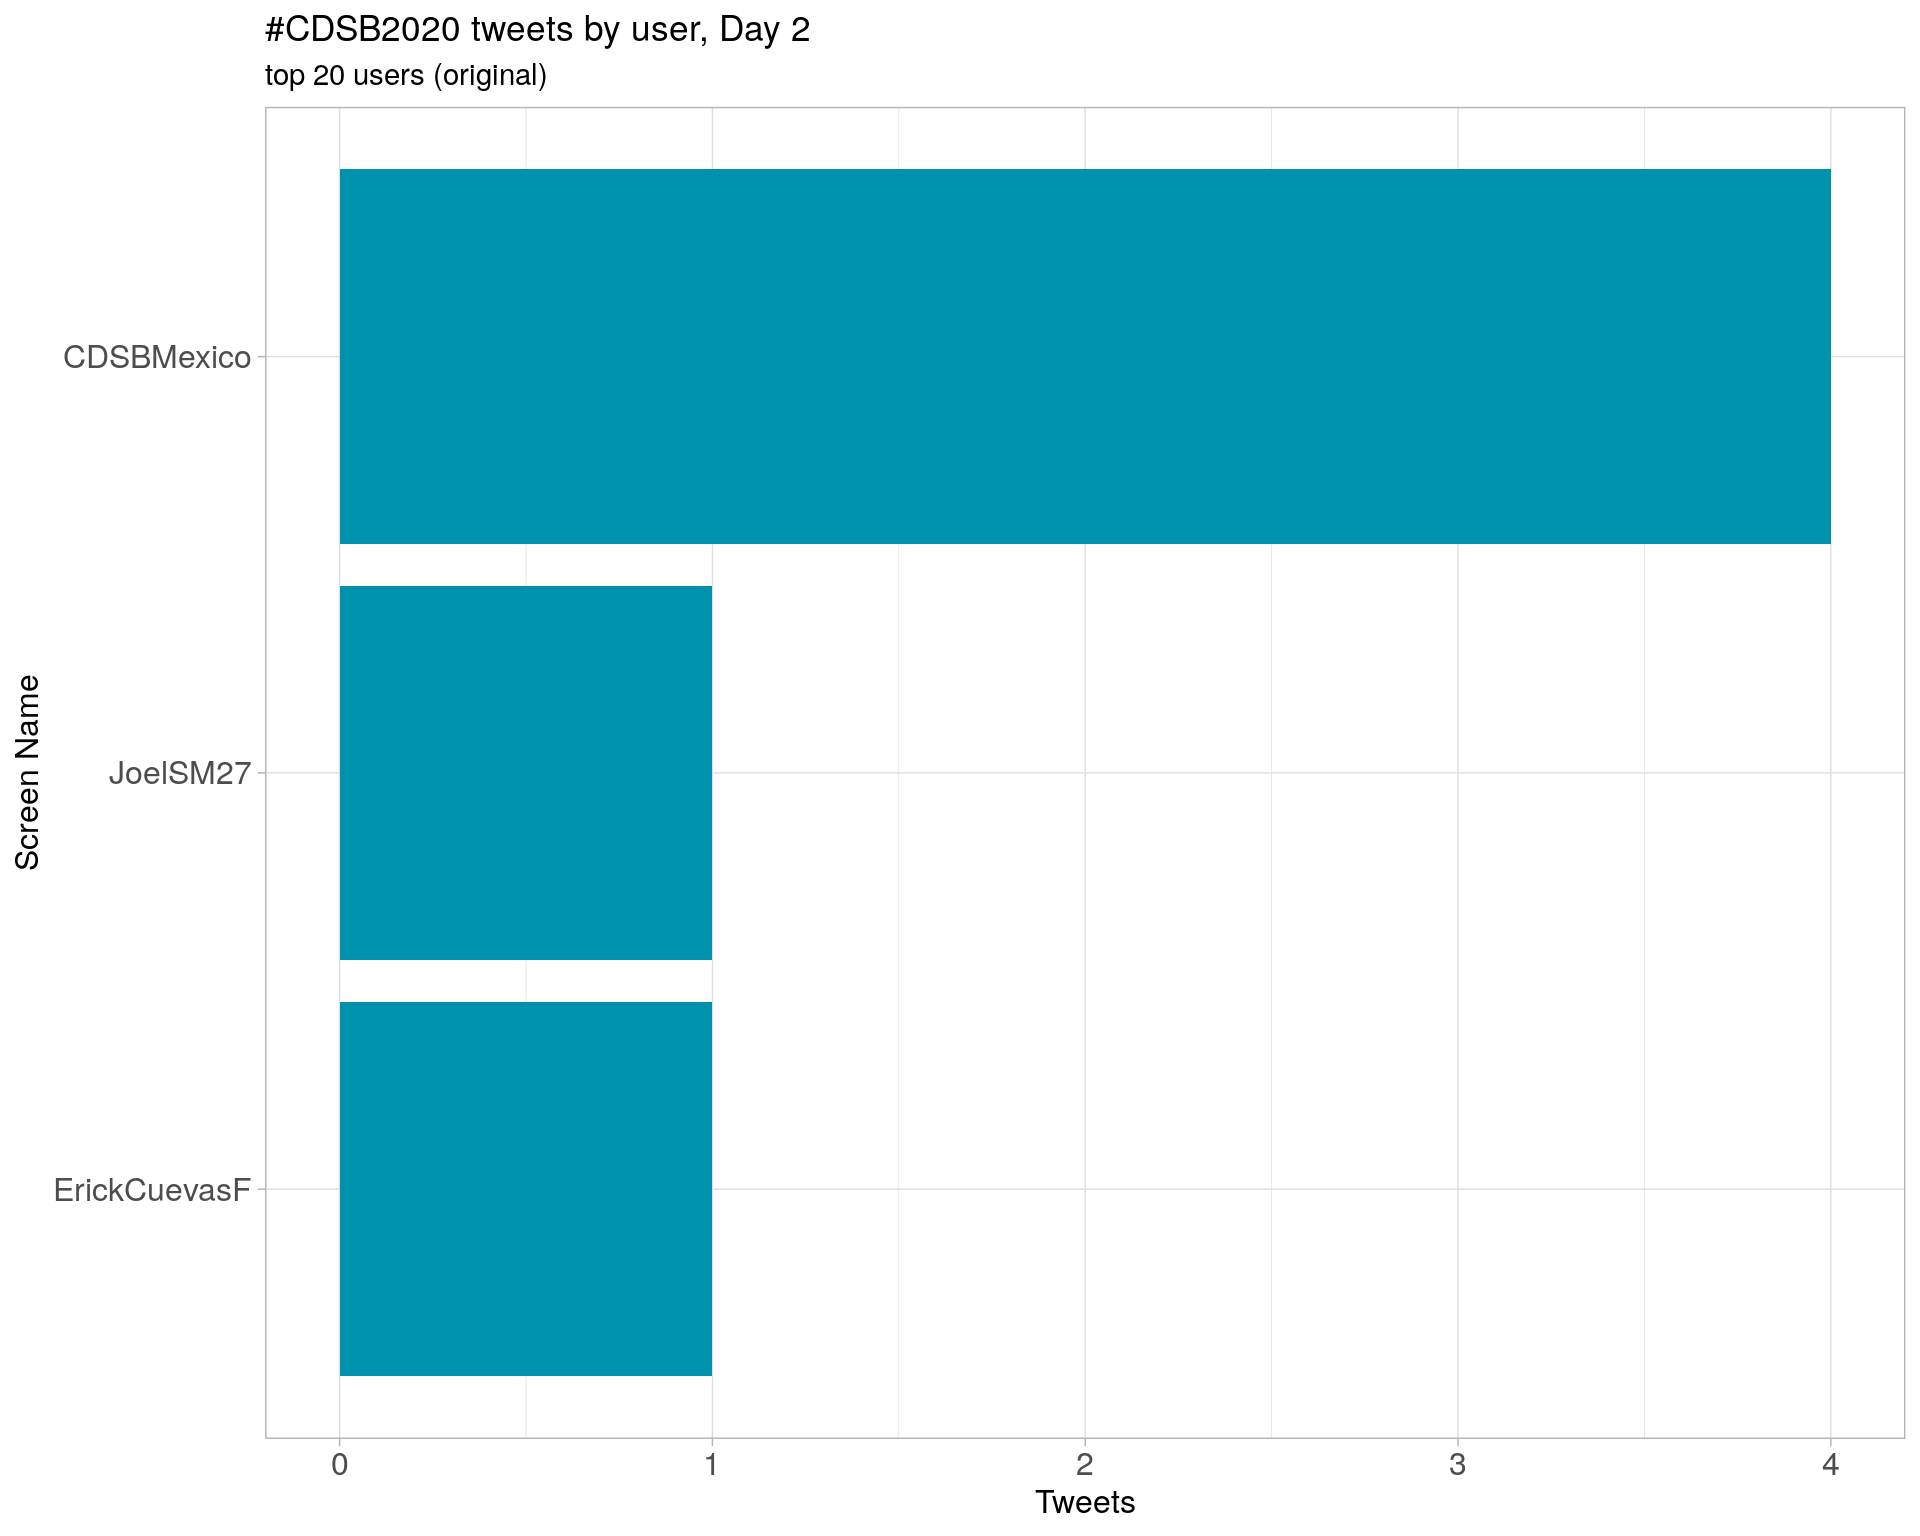 #CDSB2020 tweets by user, Day 2
top 20 users (original)
Screen Name
CDSBMexico
JoelSM27
ErickCuevasF
0 1 2 3 4
Tweets